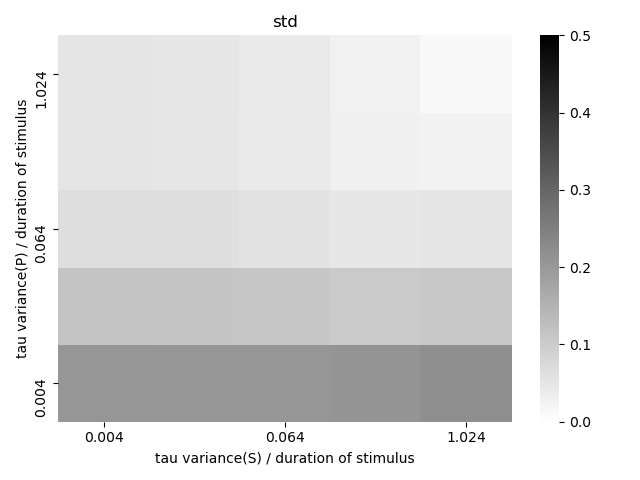 std
tau variance(P) / duration of stimulus
1.024
0.064
0.004
0.004 0.064 1.024
tau variance(S) / duration of stimulus
0.5
0.4
0.3
0.2
0.1
0.0